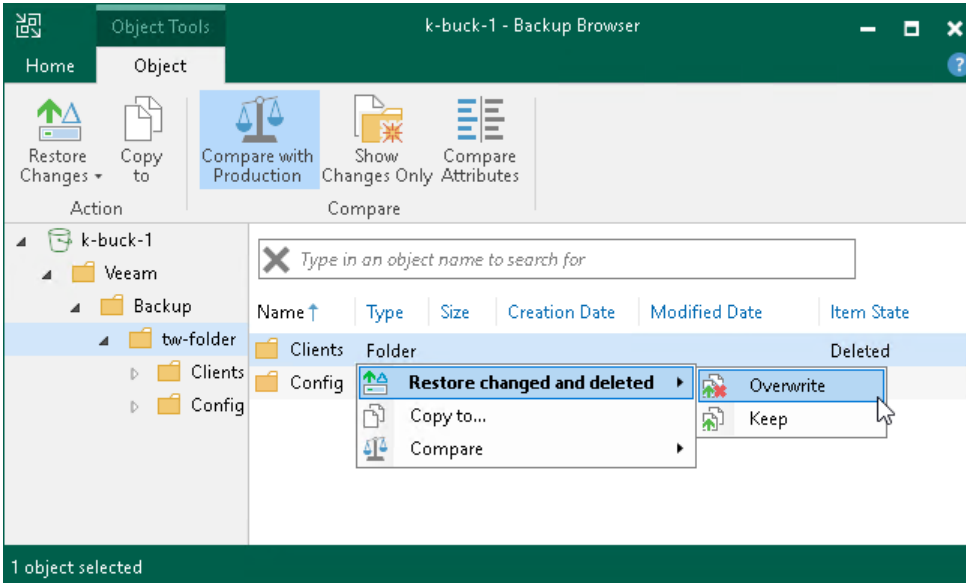 Object Tools
k-buck-1 - Backup Browser
Home
Object
?
Restore Changes
Copy to
Compare with Production
Show Changes Only
Compare Attributes
Action
Compare
k-buck-1
Veeam
Backup
tw-folder
Clients
Config
Type in an object name to search for
Name Type Size Creation Date Modified Date Item State
Clients Folder Deleted
Config
Restore changed and deleted
Copy to...
Compare
Overwrite
Keep
1 object selected